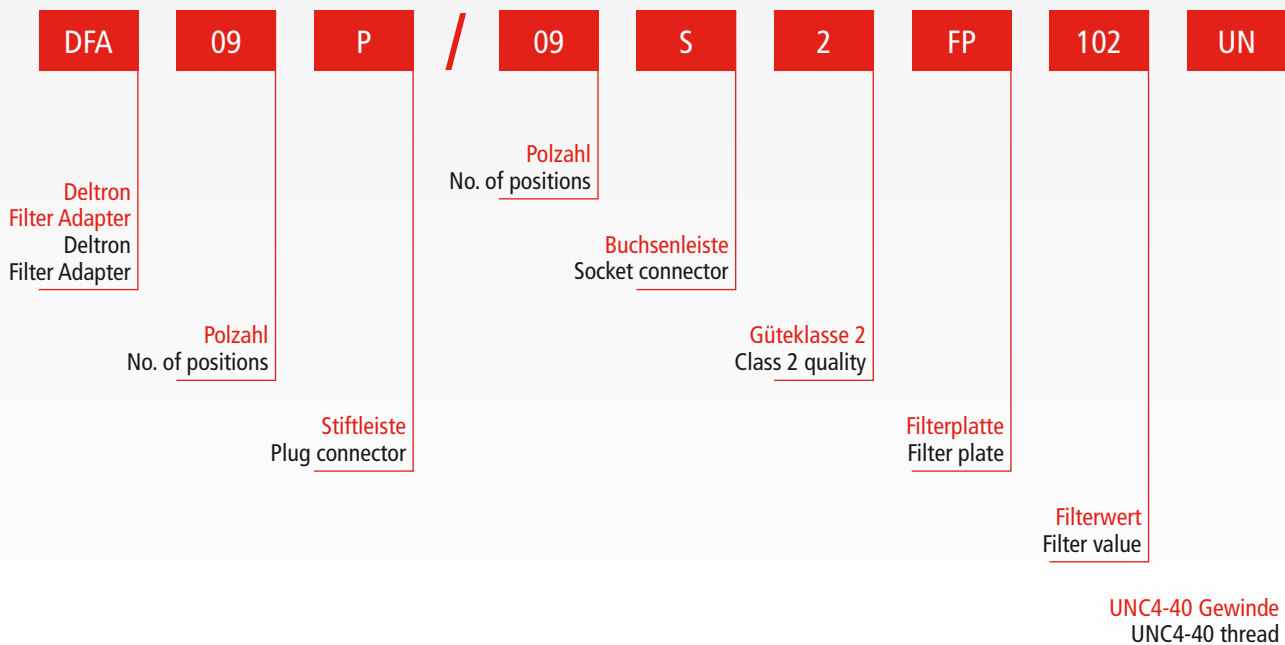 DFA 09 P / 09 S 2 FP 102 UN
Polzahl
No. of positions
Deltron
Filter Adapter
Deltron
Filter Adapter
Buchsenleiste
Socket connector
Polzahl
No. of positions
Güteklasse 2
Class 2 quality
Stiftleiste
Plug connector
Filterplatte
Filter plate
Filterwert
Filter value
UNC4-40 Gewinde
UNC4-40 thread